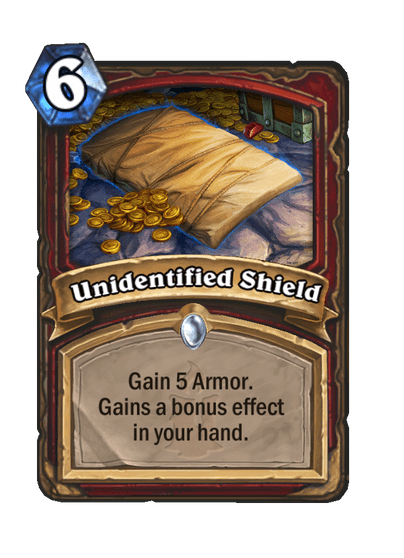 6
Unidentified Shield
Gain 5 Armor.
Gains a bonus effect
in your hand.